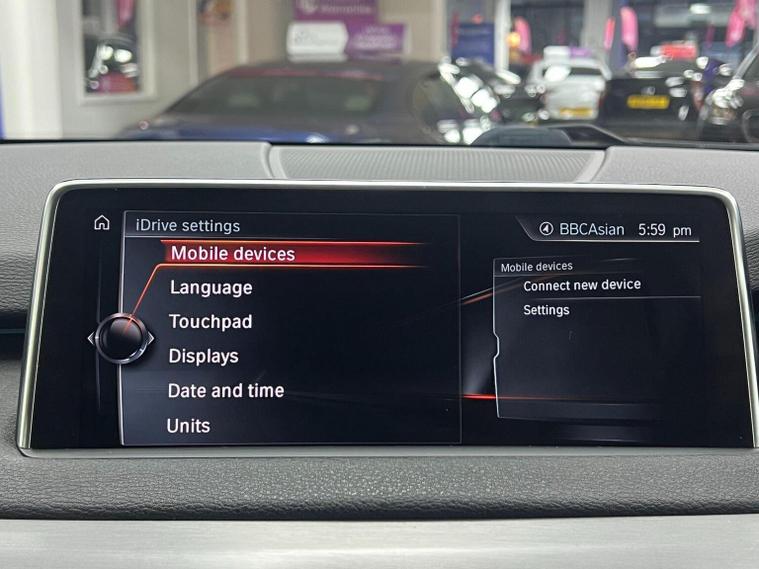 iDrive settings
BBCAsian 5:59 pm
Mobile devices
Language
Touchpad
Displays
Date and time
Units
Mobile devices
Connect new device
Settings